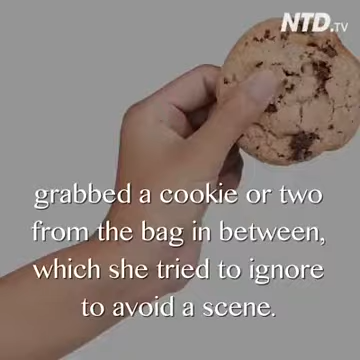 NTD.TV
grabbed a cookie or two
from the bag in between,
which she tried to ignore
to avoid a scene.